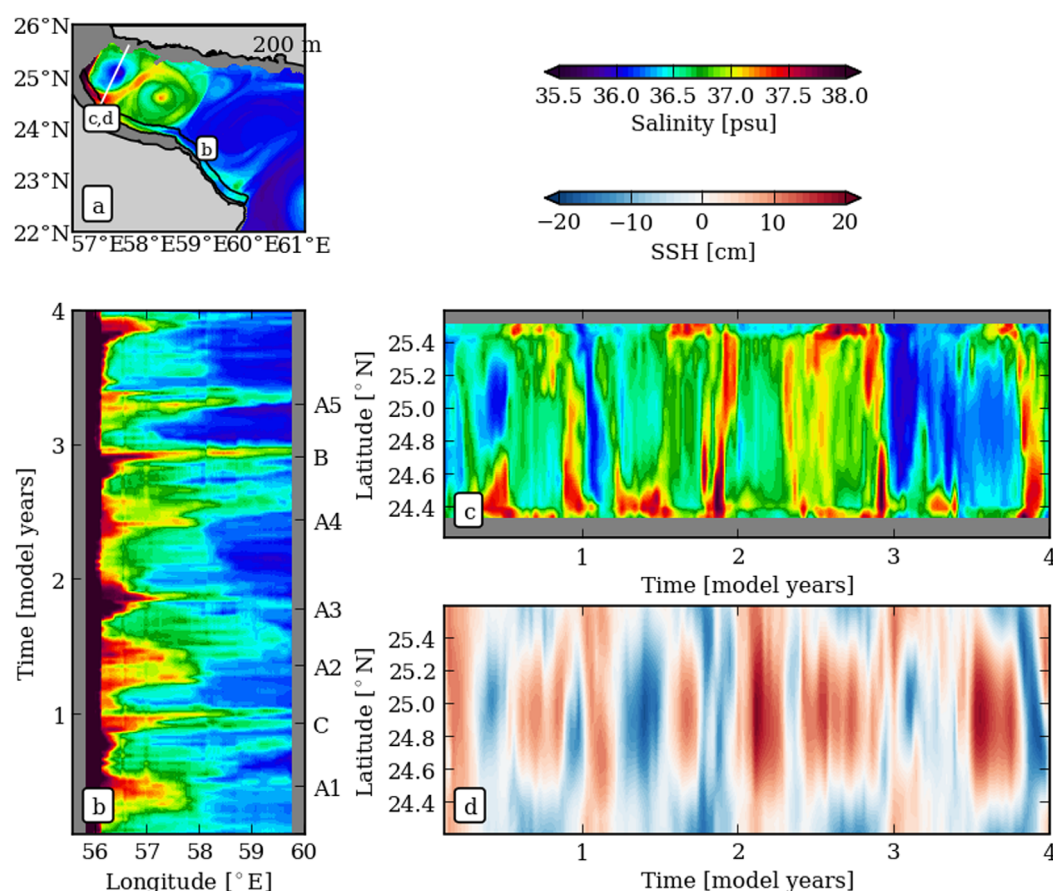 26°N
25°N
24°N
23°N
22°N
200 m
c,d
b
a
57°E 58°E 59°E 60°E 61°E
35.5 36.0 36.5 37.0 37.5 38.0
Salinity [psu]
−20 −10 0 10 20
SSH [cm]
4
3
2
1
Time [model years]
A5
B
A4
A3
A2
C
A1
b
56 57 58 59 60
Longitude [°E]
25.4
25.2
25.0
24.8
24.6
24.4
Latitude [°N]
c
1 2 3 4
Time [model years]
25.4
25.2
25.0
24.8
24.6
24.4
Latitude [°N]
d
1 2 3 4
Time [model years]